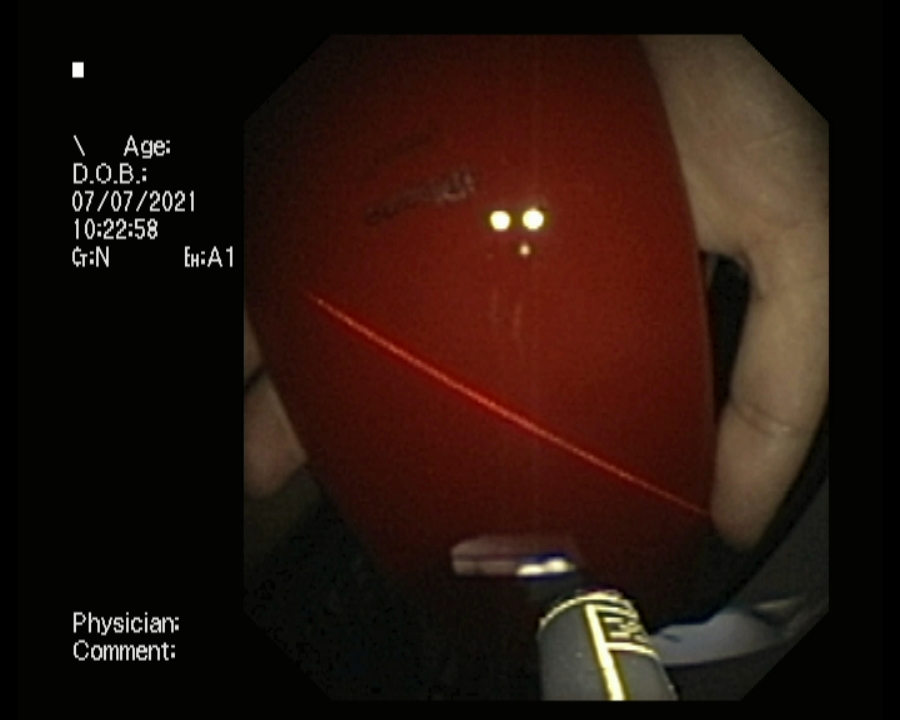 \ Age:
D.O.B.:
07/07/2021
10:22:58
Cr:N EH:A1
Physician:
Comment: